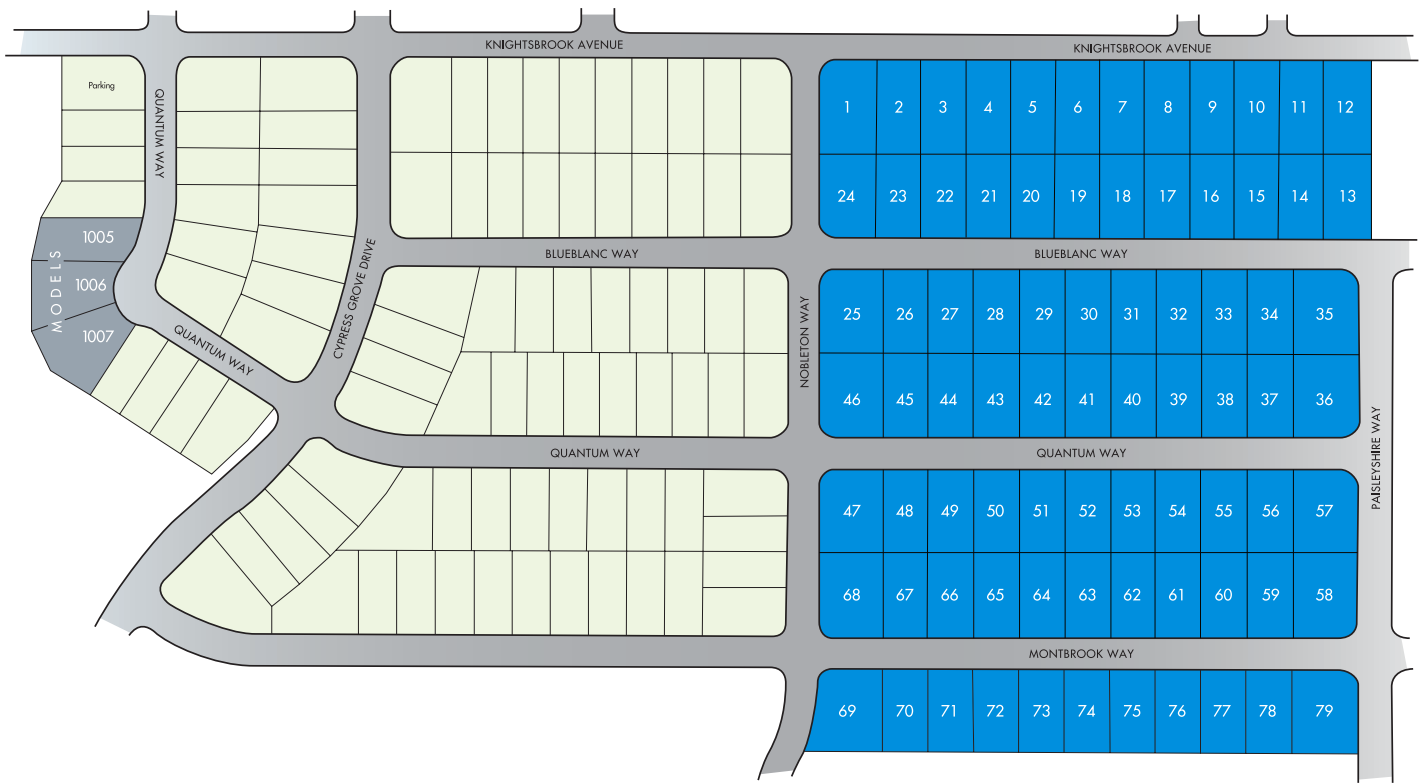 KNIGHTSBROOK AVENUE
KNIGHTSBROOK AVENUE
Parking
QUANTUM WAY
1 2 3 4 5 6 7 8 9 10 11 12
24 23 22 21 20 19 18 17 16 15 14 13
MODELS
1005
1006
1007
QUANTUM WAY
CYPRESS GROVE DRIVE
BLUEBLANC WAY
BLUEBLANC WAY
NOBLETON WAY
25 26 27 28 29 30 31 32 33 34 35
46 45 44 43 42 41 40 39 38 37 36
PAISLEYSHIRE WAY
QUANTUM WAY
QUANTUM WAY
47 48 49 50 51 52 53 54 55 56 57
68 67 66 65 64 63 62 61 60 59 58
MONTBROOK WAY
69 70 71 72 73 74 75 76 77 78 79